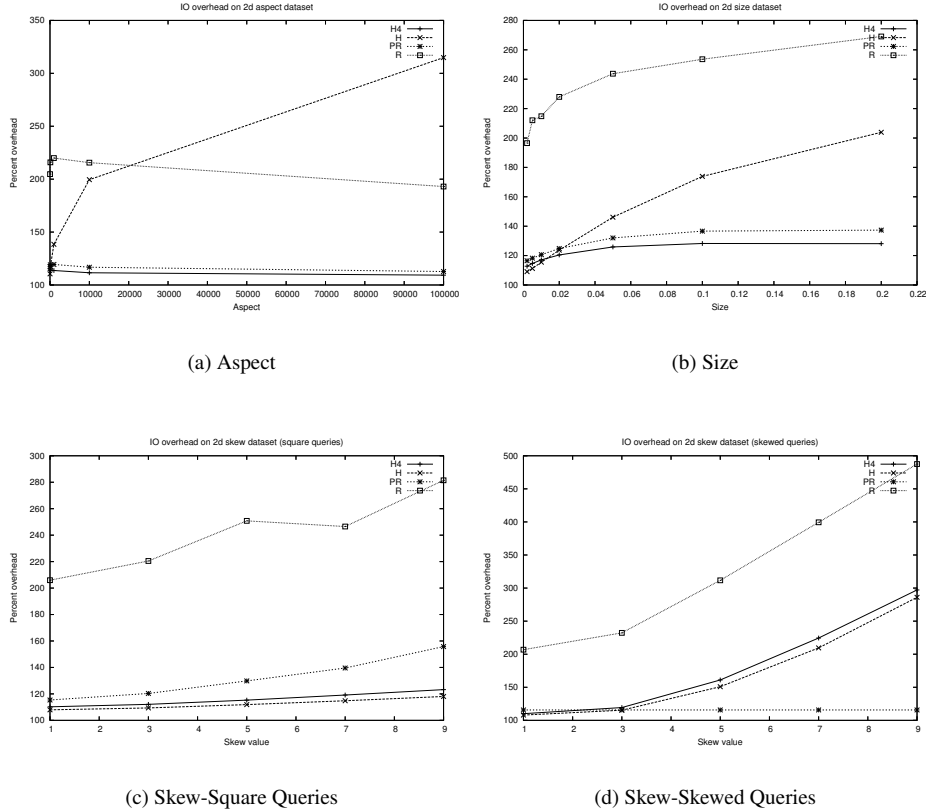 IO overhead on 2d aspect dataset
350
300
250
200
150
100
Percent overhead
H4
H
PR
R
0 10000 20000 30000 40000 50000 60000 70000 80000 90000 100000
Aspect
(a) Aspect
IO overhead on 2d size dataset
280
260
240
220
200
180
160
140
120
100
Percent overhead
H4
H
PR
R
0 0.02 0.04 0.06 0.08 0.1 0.12 0.14 0.16 0.18 0.2 0.22
Size
(b) Size
IO overhead on 2d skew dataset (square queries)
300
280
260
240
220
200
180
160
140
120
100
Percent overhead
H4
H
PR
R
1 2 3 4 5 6 7 8 9
Skew value
(c) Skew-Square Queries
IO overhead on 2d skew dataset (skewed queries)
500
450
400
350
300
250
200
150
100
Percent overhead
H4
H
PR
R
1 2 3 4 5 6 7 8 9
Skew value
(d) Skew-Skewed Queries